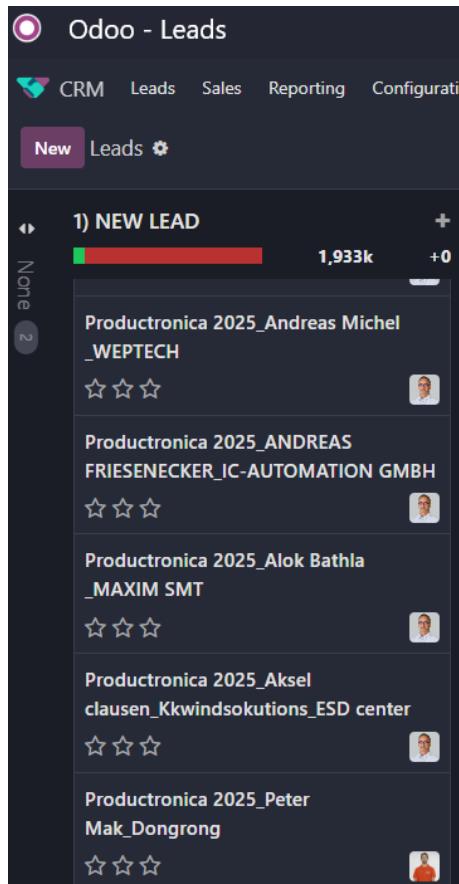 Odoo - Leads
CRM Leads Sales Reporting Configurati
New Leads
1) NEW LEAD +
1,933k +0
None 2
Productronica 2025_Andreas Michel
_WEPTECH
Productronica 2025_ANDREAS
FRIESENECKER_IC-AUTOMATION GMBH
Productronica 2025_Alok Bathla
_MAXIM SMT
Productronica 2025_Aksel
clausen_Kkwindsokutions_ESD center
Productronica 2025_Peter
Mak_Dongrong